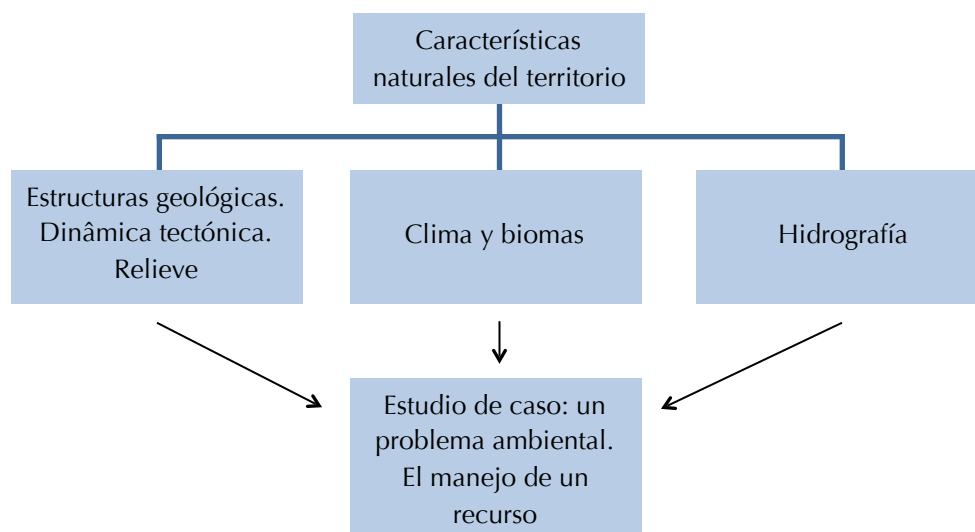 Características
naturales del territorio
Estructuras geológicas.
Dinâmica tectónica.
Relieve
Clima y biomas
Hidrografía
Estudio de caso: un
problema ambiental.
El manejo de un
recurso